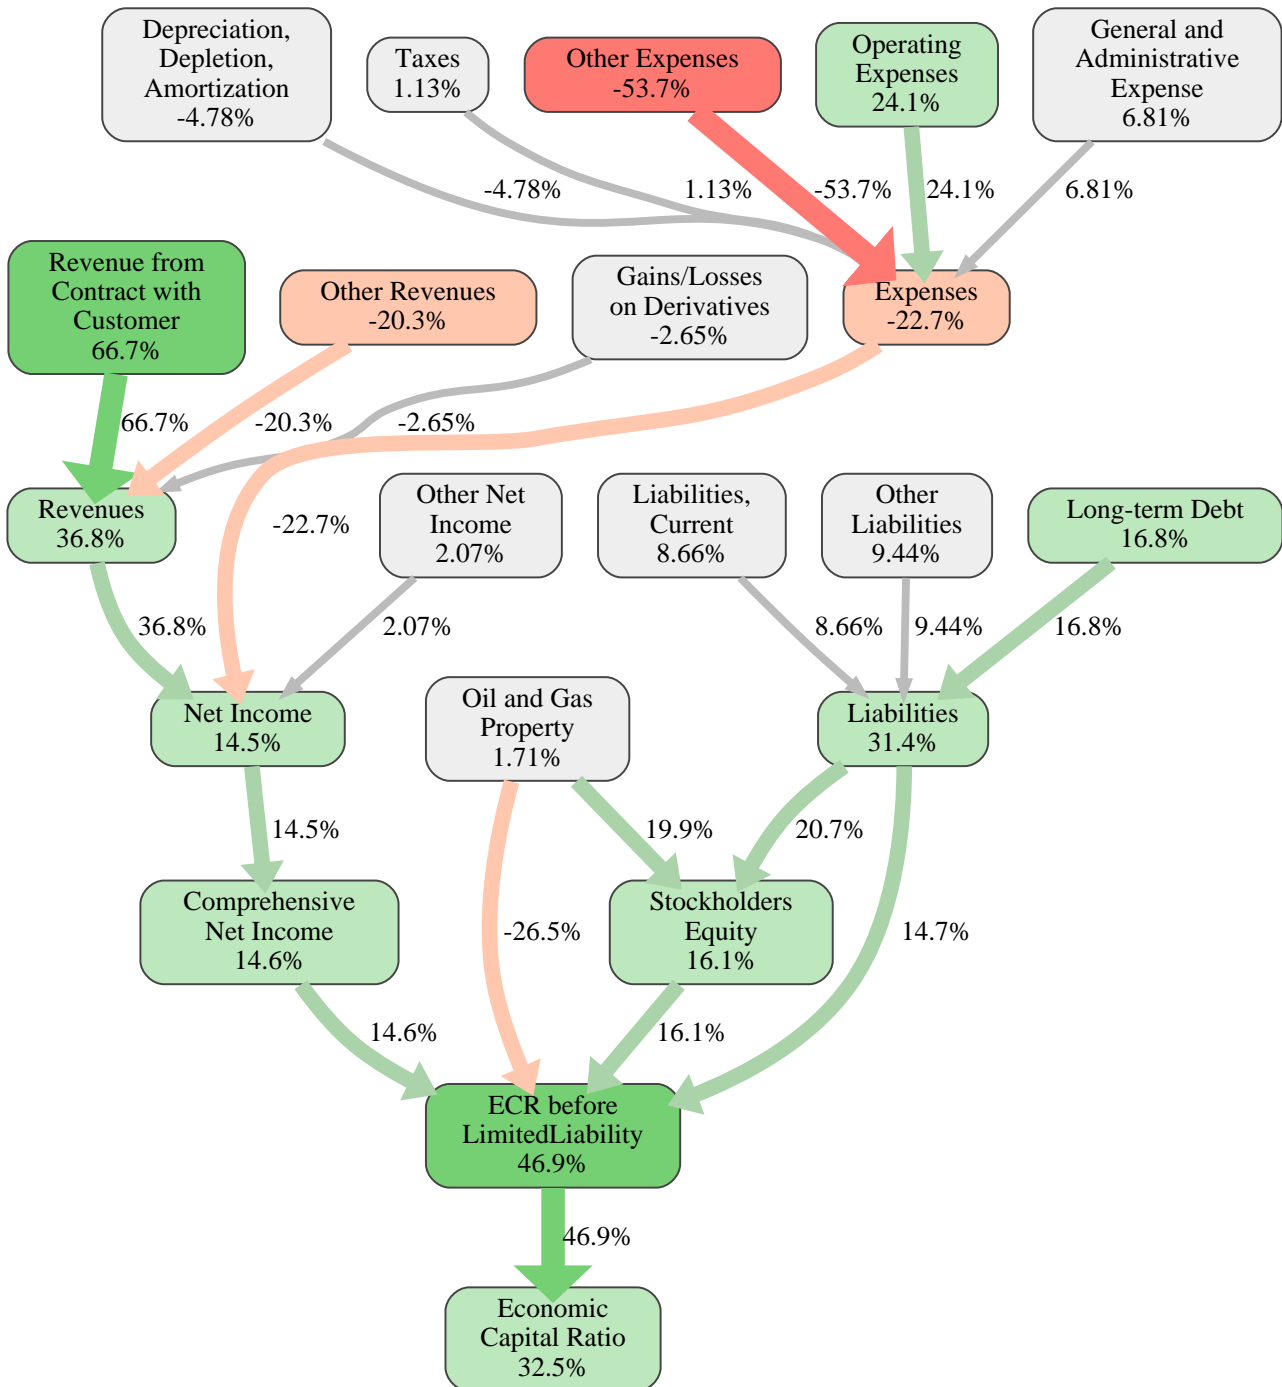 Depreciation,
Depletion,
Amortization
-4.78%
Taxes
1.13%
Other Expenses
-53.7%
Operating
Expenses
24.1%
General and
Administrative
Expense
6.81%
-4.78%
1.13%
-53.7%
24.1%
6.81%
Revenue from
Contract with
Customer
66.7%
Other Revenues
-20.3%
Gains/Losses
on Derivatives
-2.65%
Expenses
-22.7%
66.7%
-20.3%
-2.65%
Revenues
36.8%
-22.7%
Other Net
Income
2.07%
Liabilities,
Current
8.66%
Other
Liabilities
9.44%
Long-term Debt
16.8%
36.8%
2.07%
8.66%
9.44%
16.8%
Net Income
14.5%
Oil and Gas
Property
1.71%
Liabilities
31.4%
14.5%
19.9%
20.7%
Comprehensive
Net Income
14.6%
-26.5%
Stockholders
Equity
16.1%
14.7%
14.6%
16.1%
ECR before
LimitedLiability
46.9%
46.9%
Economic
Capital Ratio
32.5%